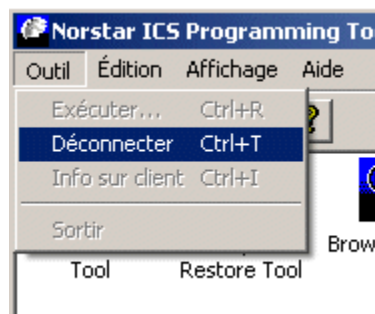 Norstar ICS Programming To
Outil Édition Affichage Aide
Exécuter... Ctrl+R
Déconnecter Ctrl+T
Info sur client Ctrl+I
Sortir
Brow
Tool Restore Tool